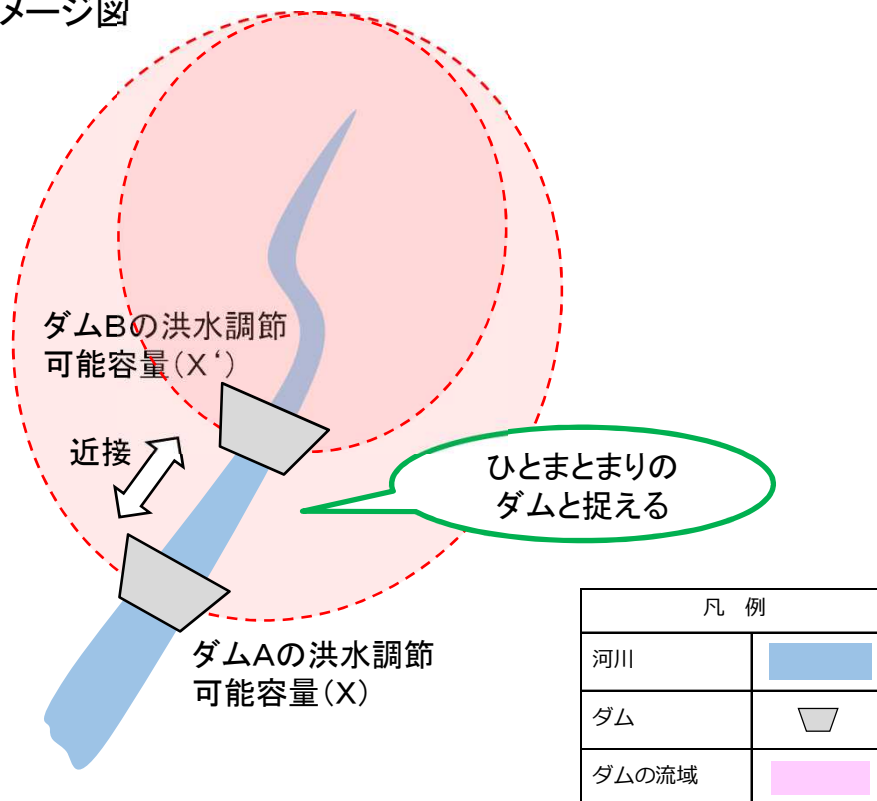 メージ図
ダムBの洪水調節
可能容量(X‘)
近接
ひとまとまりの
ダムと捉える
ダムAの洪水調節
可能容量(X)
凡 例
河川
ダム
ダムの流域